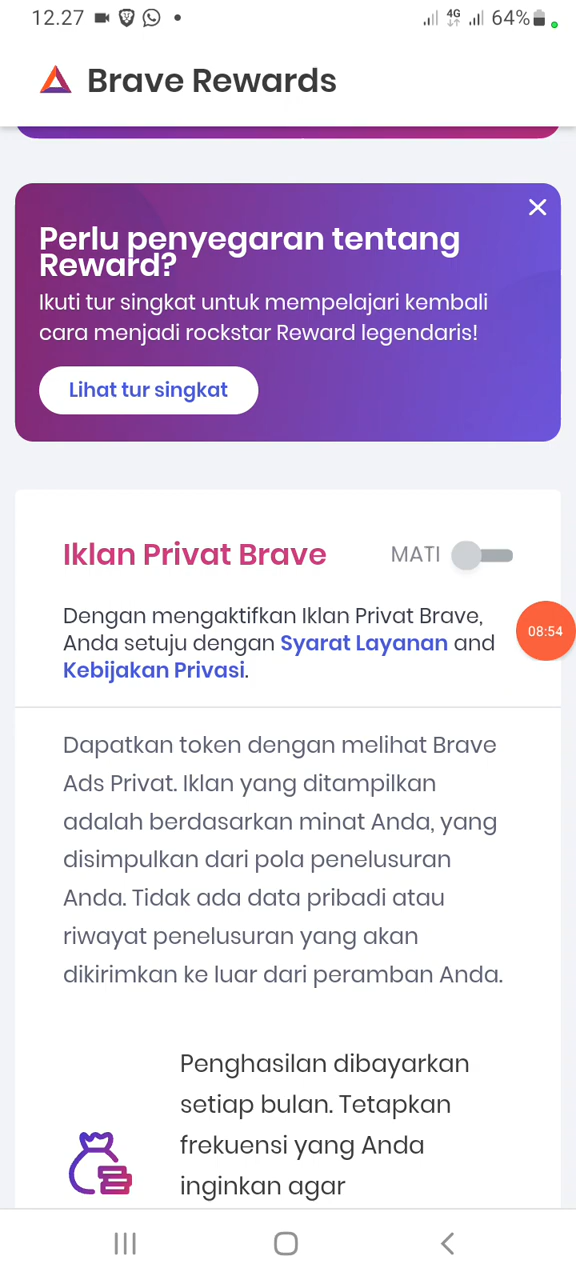 12.27
4G
64%
Brave Rewards
Perlu penyegaran tentang
Reward?
Ikuti tur singkat untuk mempelajari kembali
cara menjadi rockstar Reward legendaris!
Lihat tur singkat
Iklan Privat Brave
MATI
Dengan mengaktifkan Iklan Privat Brave,
Anda setuju dengan Syarat Layanan and
Kebijakan Privasi.
08:54
Dapatkan token dengan melihat Brave
Ads Privat. Iklan yang ditampilkan
adalah berdasarkan minat Anda, yang
disimpulkan dari pola penelusuran
Anda. Tidak ada data pribadi atau
riwayat penelusuran yang akan
dikirimkan ke luar dari peramban Anda.
Penghasilan dibayarkan
setiap bulan. Tetapkan
frekuensi yang Anda
inginkan agar